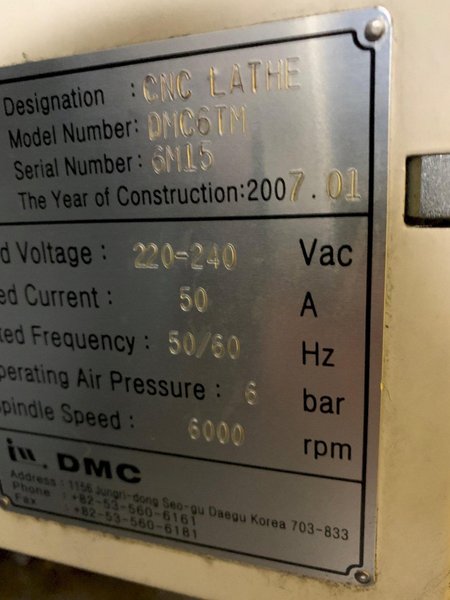 Designation : CNC LATHE
Model Number: DMC6TM
Serial Number : 6M15
The Year of Construction:2007.01
d Voltage : 220-240 Vac
ed Current : 50 A
ted Frequency : 50/60 Hz
perating Air Pressure : 6 bar
pindle Speed : 6000 rpm
DMC
Address : 1156 Jungri-dong Seo-gu Daegu Korea 703-833
Phone : +82-53-560-6161
Fax : +82-53-560-6181